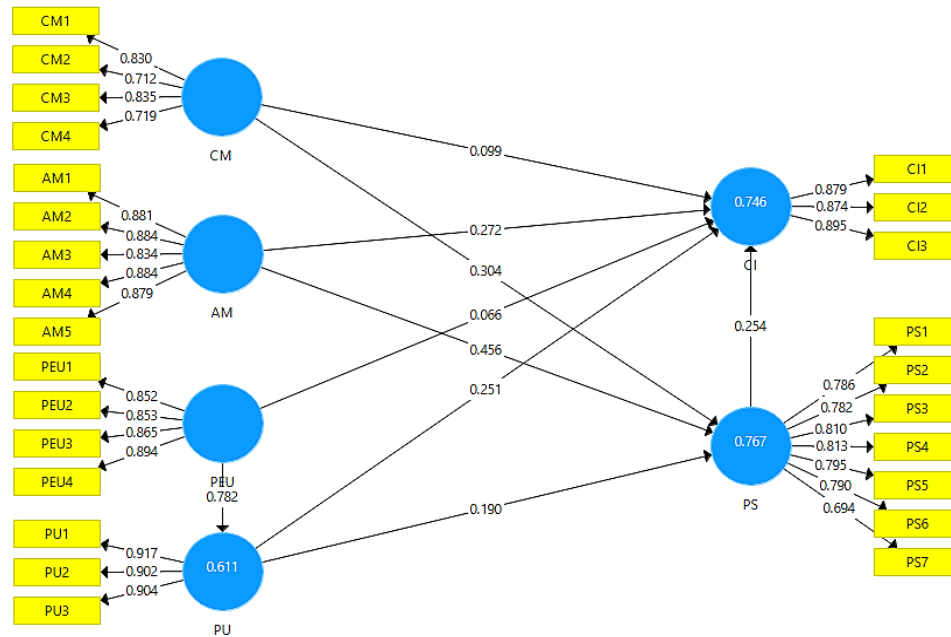 CM1
CM2
CM3
CM4
0.830
0.712
0.835
0.719
CM
AM1
AM2
AM3
AM4
AM5
0.881
0.884
0.834
0.884
0.879
AM
PEU1
PEU2
PEU3
PEU4
0.852
0.853
0.865
0.894
PEU
0.782
PU1
PU2
PU3
0.917
0.902
0.904
0.611
PU
0.099
0.272
0.304
0.066
0.456
0.251
0.190
0.746
CI
0.254
0.767
PS
0.879
0.874
0.895
CI1
CI2
CI3
0.786
0.782
0.810
0.813
0.795
0.790
0.694
PS1
PS2
PS3
PS4
PS5
PS6
PS7